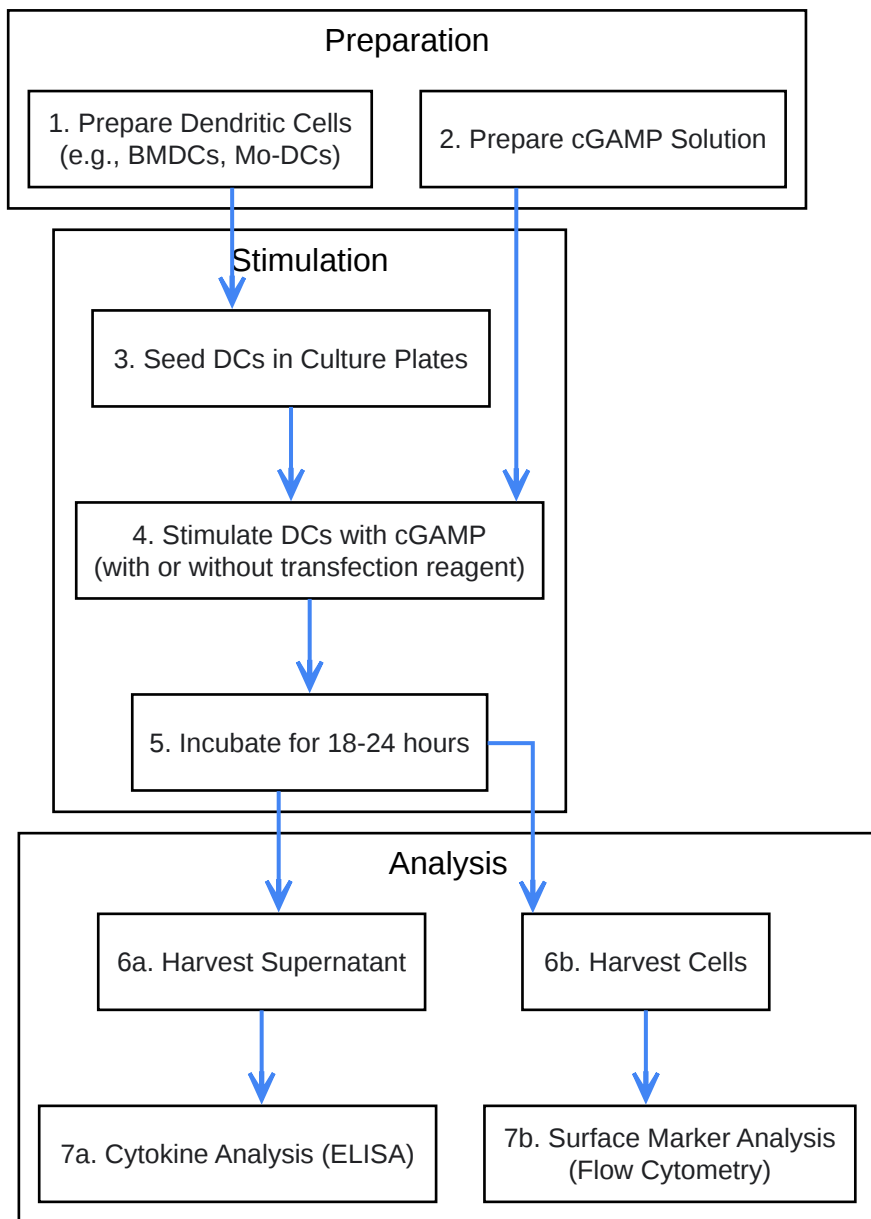 Preparation
1. Prepare Dendritic Cells
(e.g., BMDCs, Mo-DCs)
2. Prepare cGAMP Solution
Stimulation
3. Seed DCs in Culture Plates
4. Stimulate DCs with cGAMP
(with or without transfection reagent)
5. Incubate for 18-24 hours
Analysis
6a. Harvest Supernatant
6b. Harvest Cells
7a. Cytokine Analysis (ELISA)
7b. Surface Marker Analysis
(Flow Cytometry)